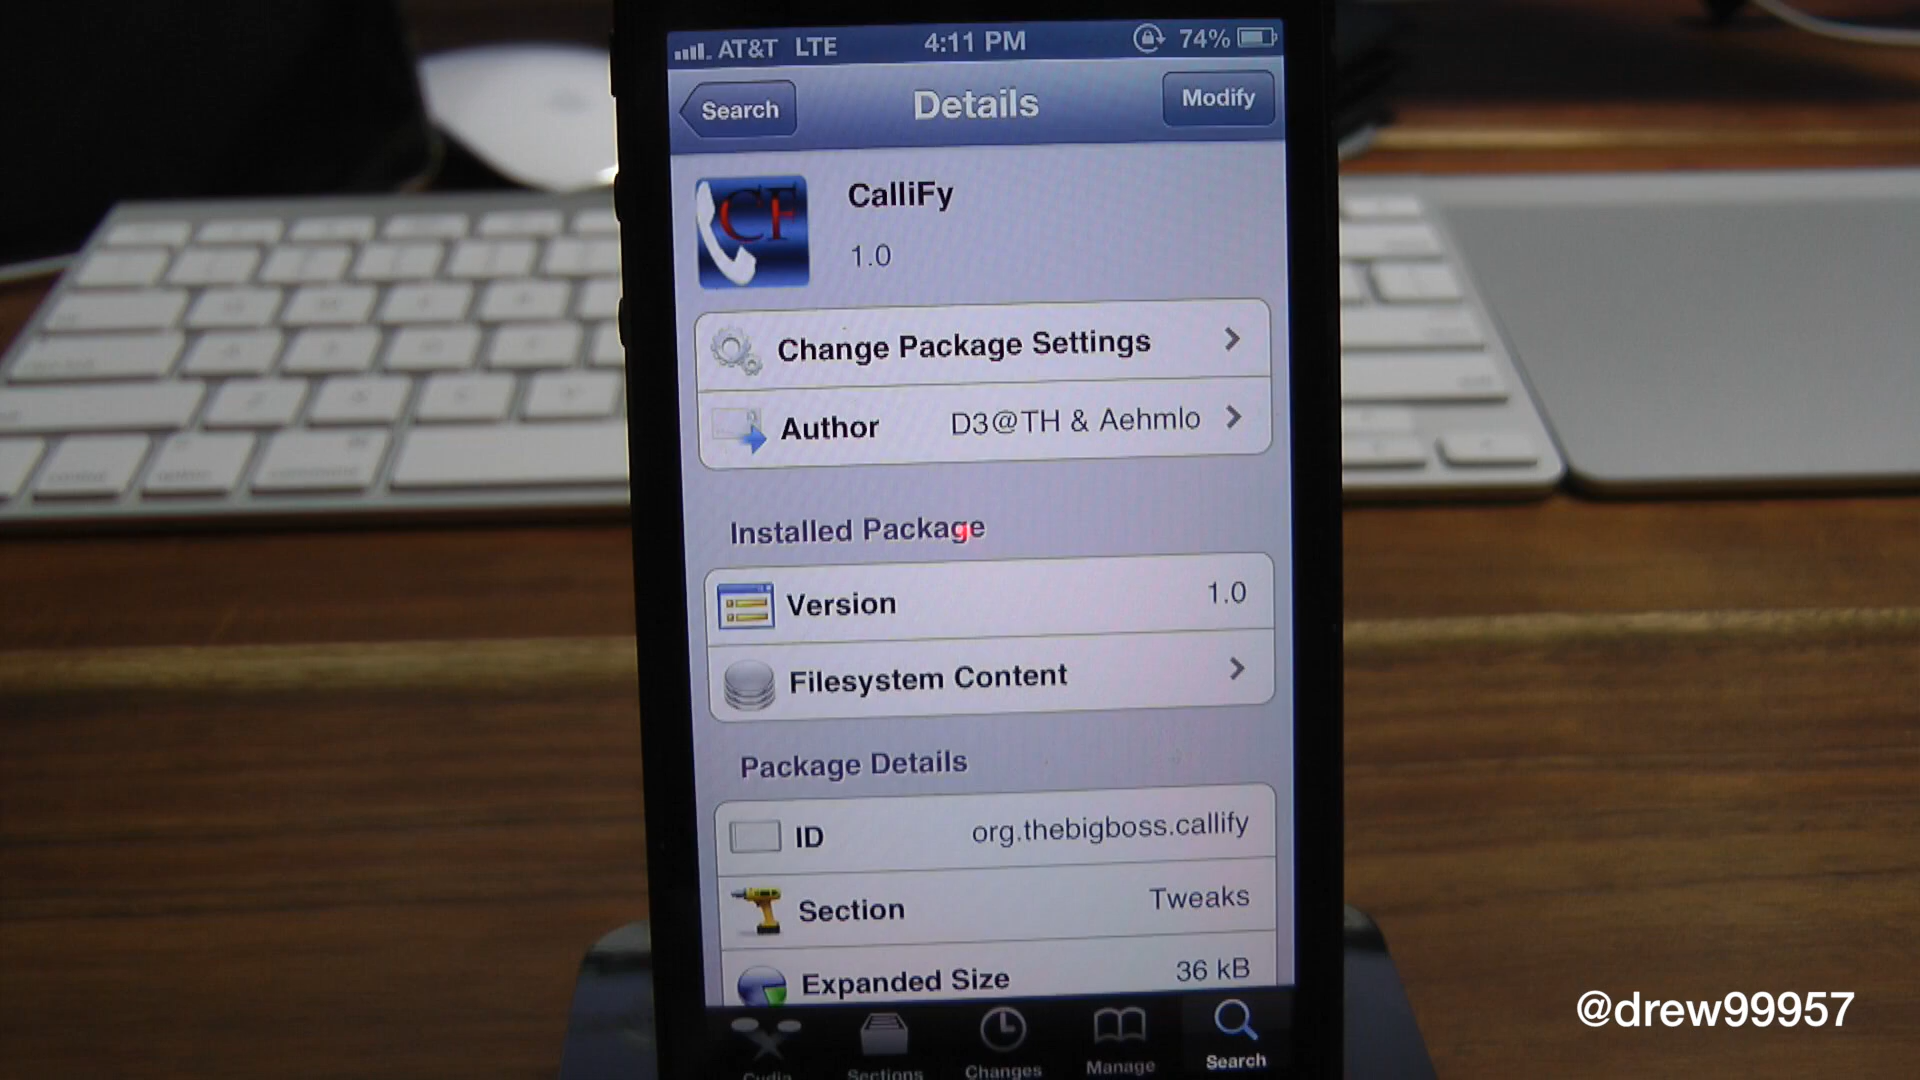 AT&T LTE 4:11 PM 74%
Search Details Modify
CF
CalliFy
1.0
Change Package Settings
Author D3@TH & Aehmlo
Installed Package
Version 1.0
Filesystem Content
Package Details
ID org.thebigboss.callify
Section Tweaks
Expanded Size 36 kB
Cydia Sections Changes Manage Search
@drew99957